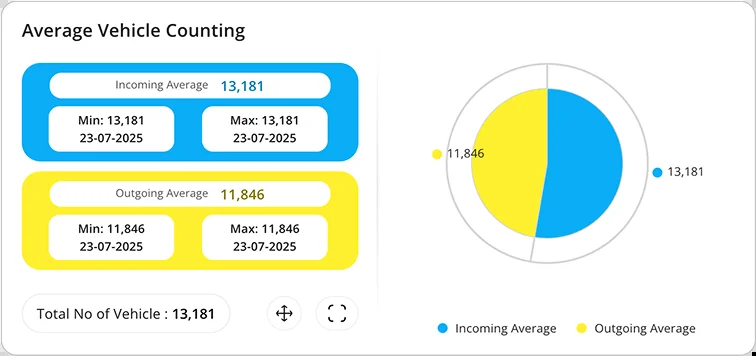 Average Vehicle Counting
Incoming Average 13,181
Min: 13,181
23-07-2025
Max: 13,181
23-07-2025
Outgoing Average 11,846
Min: 11,846
23-07-2025
Max: 11,846
23-07-2025
Total No of Vehicle : 13,181
11,846
13,181
Incoming Average
Outgoing Average